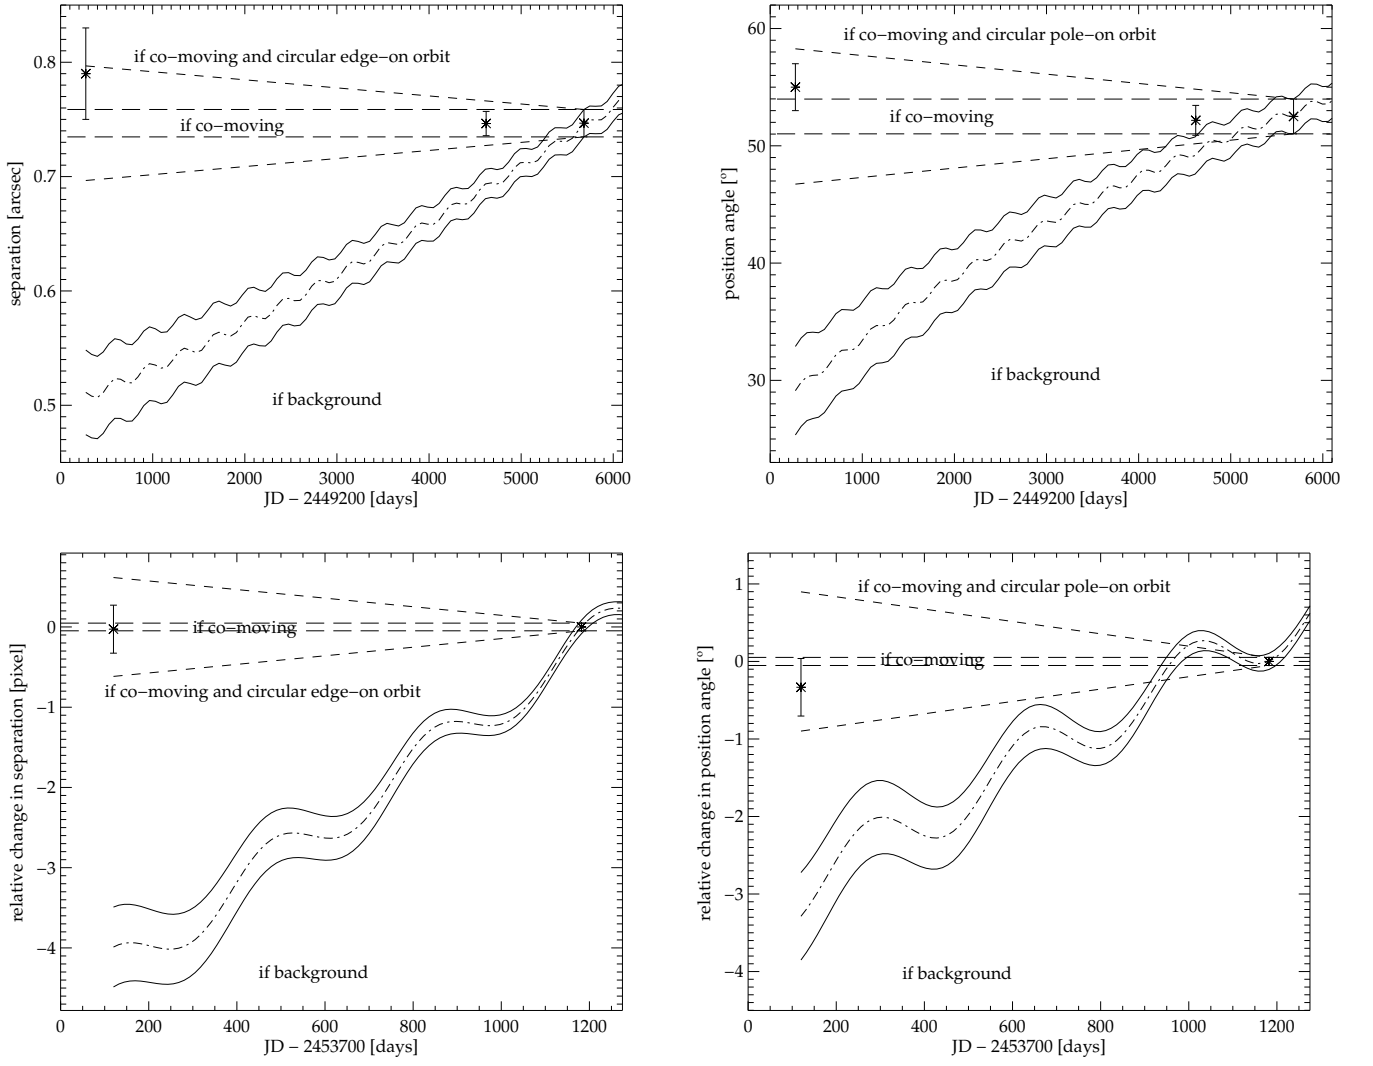 0.8
0.7
0.6
0.5
separation [arcsec]
if co−moving and circular edge−on orbit
if co−moving
if background
0 1000 2000 3000 4000 5000 6000
JD − 2449200 [days]
60
50
40
30
position angle [°]
if co−moving and circular pole−on orbit
if co−moving
if background
0 1000 2000 3000 4000 5000 6000
JD − 2449200 [days]
0
−1
−2
−3
−4
relative change in separation [pixel]
if co−moving
if co−moving and circular edge−on orbit
if background
0 200 400 600 800 1000 1200
JD − 2453700 [days]
1
0
−1
−2
−3
−4
relative change in position angle [°]
if co−moving and circular pole−on orbit
if co−moving
if background
0 200 400 600 800 1000 1200
JD − 2453700 [days]